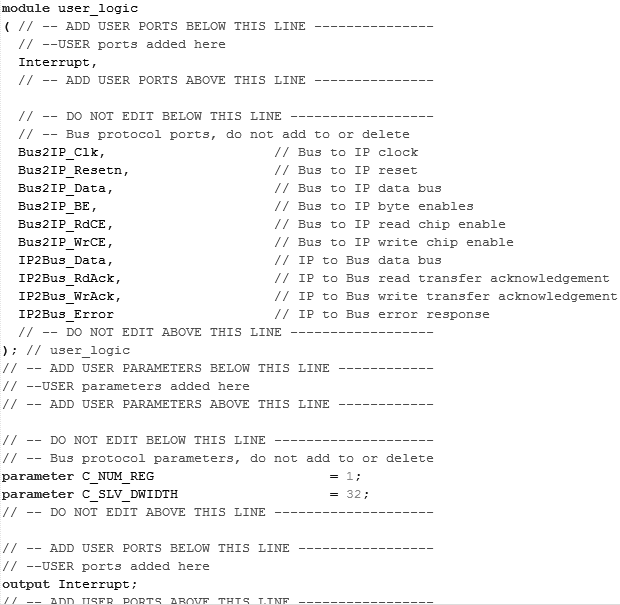 module user_logic
( // -- ADD USER PORTS BELOW THIS LINE ---------------
  // --USER ports added here
  Interrupt,
  // -- ADD USER PORTS ABOVE THIS LINE ---------------

  // -- DO NOT EDIT BELOW THIS LINE ------------------
  // -- Bus protocol ports, do not add to or delete
  Bus2IP_Clk,                     // Bus to IP clock
  Bus2IP_Resetn,                  // Bus to IP reset
  Bus2IP_Data,                    // Bus to IP data bus
  Bus2IP_BE,                      // Bus to IP byte enables
  Bus2IP_RdCE,                    // Bus to IP read chip enable
  Bus2IP_WrCE,                    // Bus to IP write chip enable
  IP2Bus_Data,                    // IP to Bus data bus
  IP2Bus_RdAck,                   // IP to Bus read transfer acknowledgement
  IP2Bus_WrAck,                   // IP to Bus write transfer acknowledgement
  IP2Bus_Error                    // IP to Bus error response
  // -- DO NOT EDIT ABOVE THIS LINE ------------------
); // user_logic
// -- ADD USER PARAMETERS BELOW THIS LINE ------------
// --USER parameters added here
// -- ADD USER PARAMETERS ABOVE THIS LINE ------------

// -- DO NOT EDIT BELOW THIS LINE --------------------
// -- Bus protocol parameters, do not add to or delete
parameter C_NUM_REG                      = 1;
parameter C_SLV_DWIDTH                   = 32;
// -- DO NOT EDIT ABOVE THIS LINE --------------------

// -- ADD USER PORTS BELOW THIS LINE -----------------
// --USER ports added here
output Interrupt;
// -- ADD USER PORTS ABOVE THIS LINE -----------------